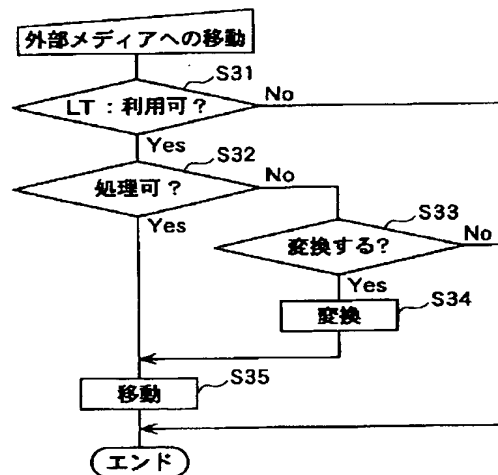 外部メディアへの移動
S31
LT:利用可?
No
Yes
S32
処理可?
No
Yes
S33
変換する?
No
Yes
S34
変換
S35
移動
エンド